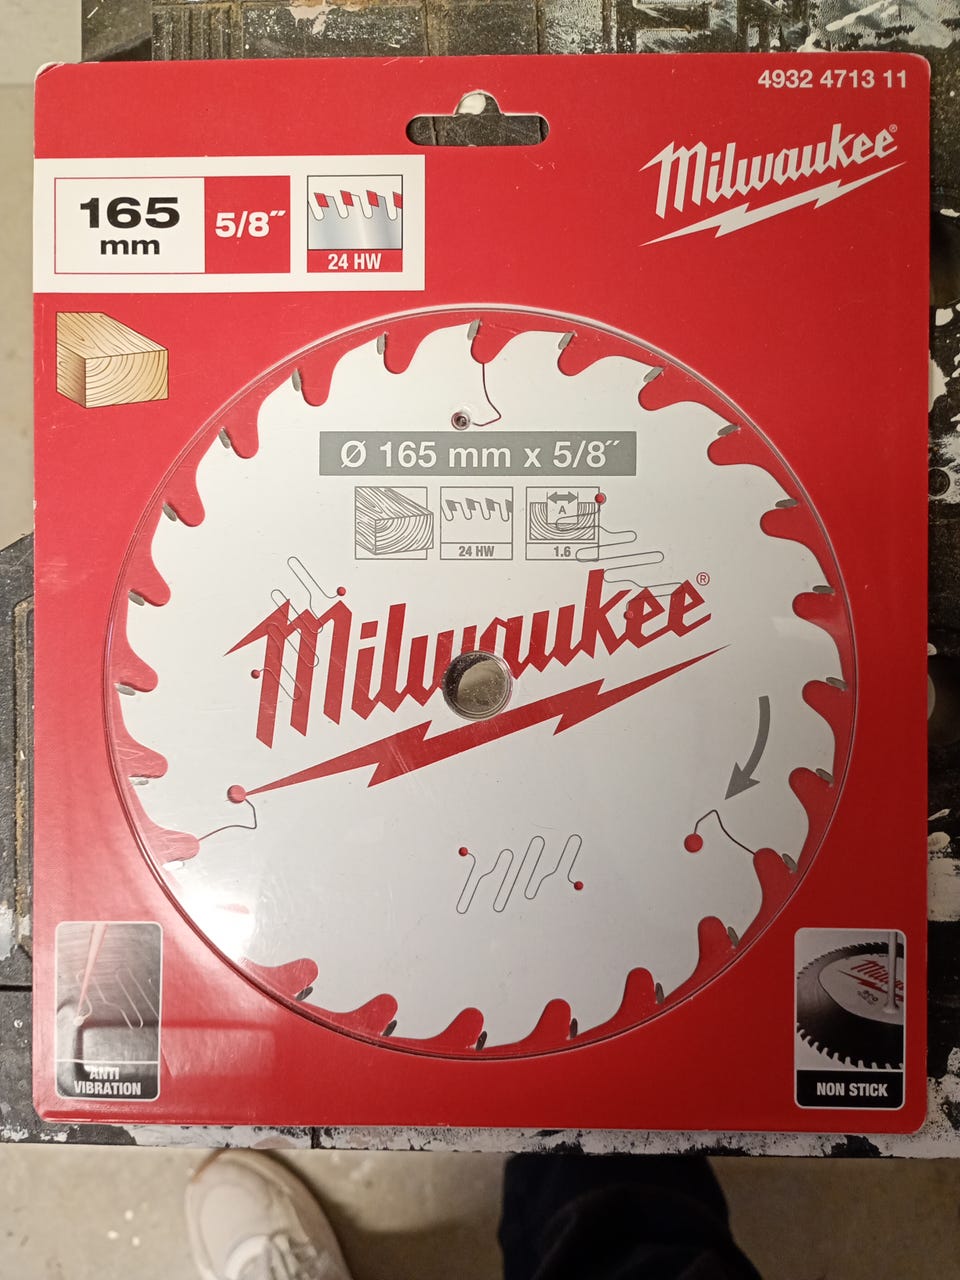 4932 4713 11
Milwaukee®
165
mm
5/8˝
24 HW
Ø 165 mm x 5/8˝
A
24 HW
1.6
Milwaukee®
ANTI
VIBRATION
Milwaukee
NON STICK